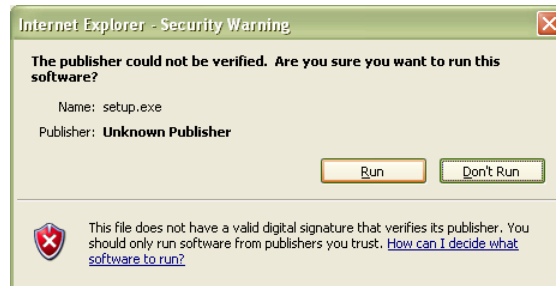 Internet Explorer - Security Warning
The publisher could not be verified. Are you sure you want to run this
software?
Name: setup.exe
Publisher: Unknown Publisher
Run Don't Run
This file does not have a valid digital signature that verifies its publisher. You
should only run software from publishers you trust. How can I decide what
software to run?